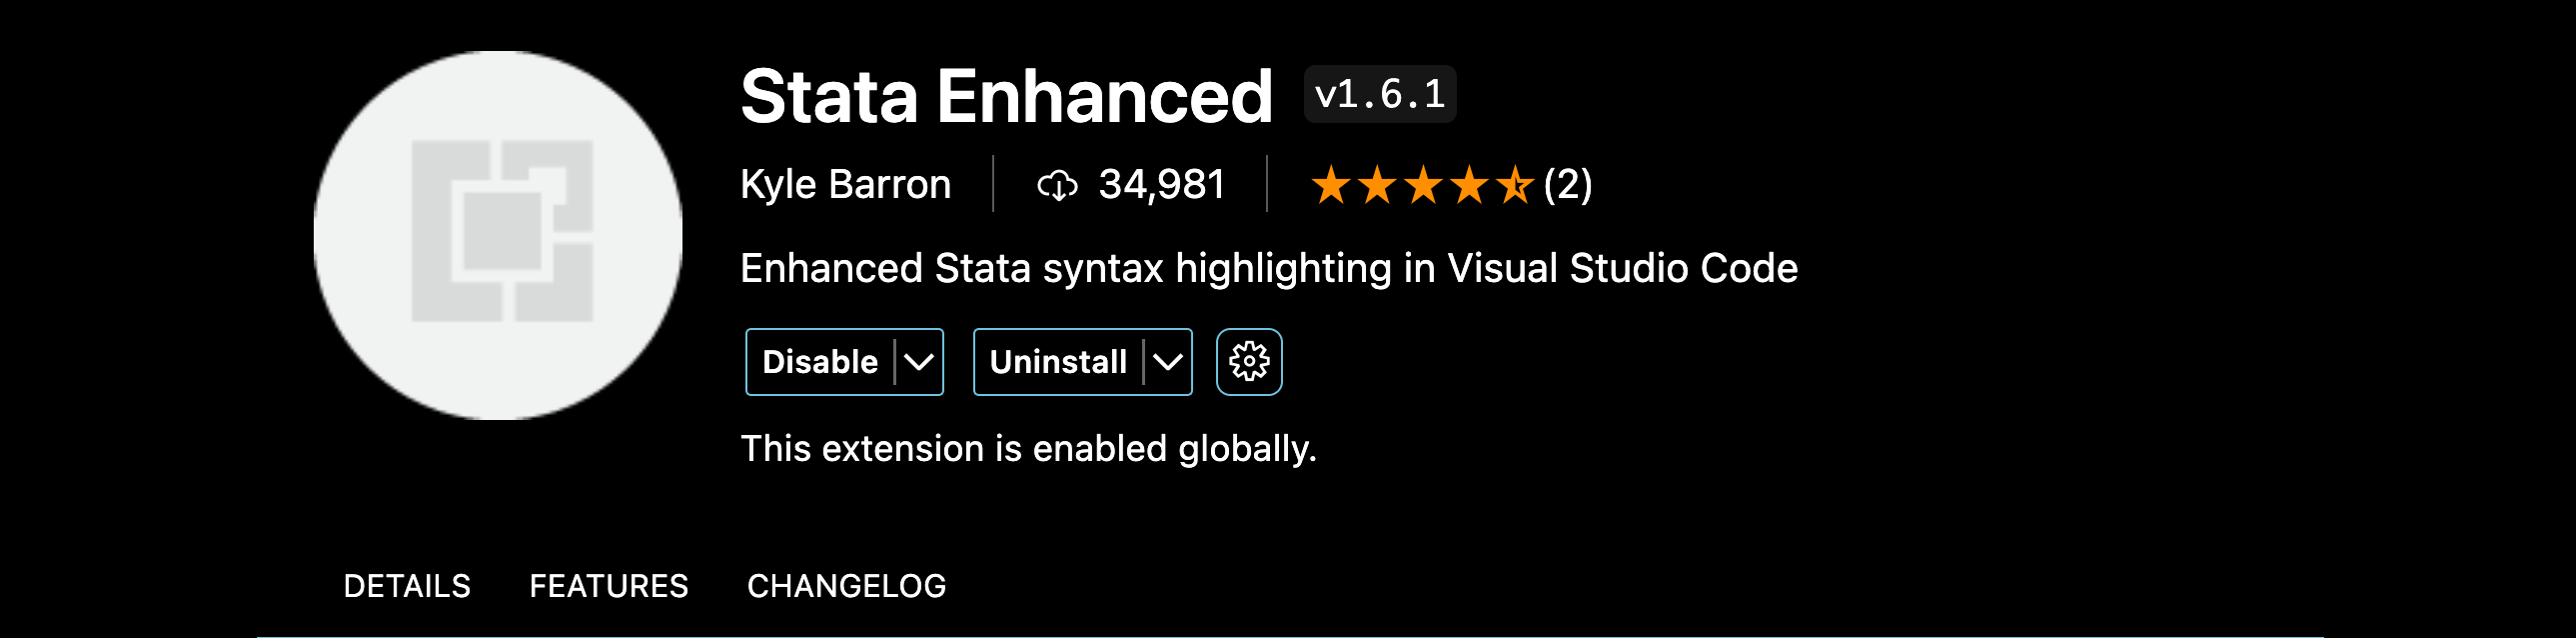 Stata Enhanced v1.6.1
Kyle Barron 34,981 (2)
Enhanced Stata syntax highlighting in Visual Studio Code
Disable Uninstall
This extension is enabled globally.
DETAILS FEATURES CHANGELOG